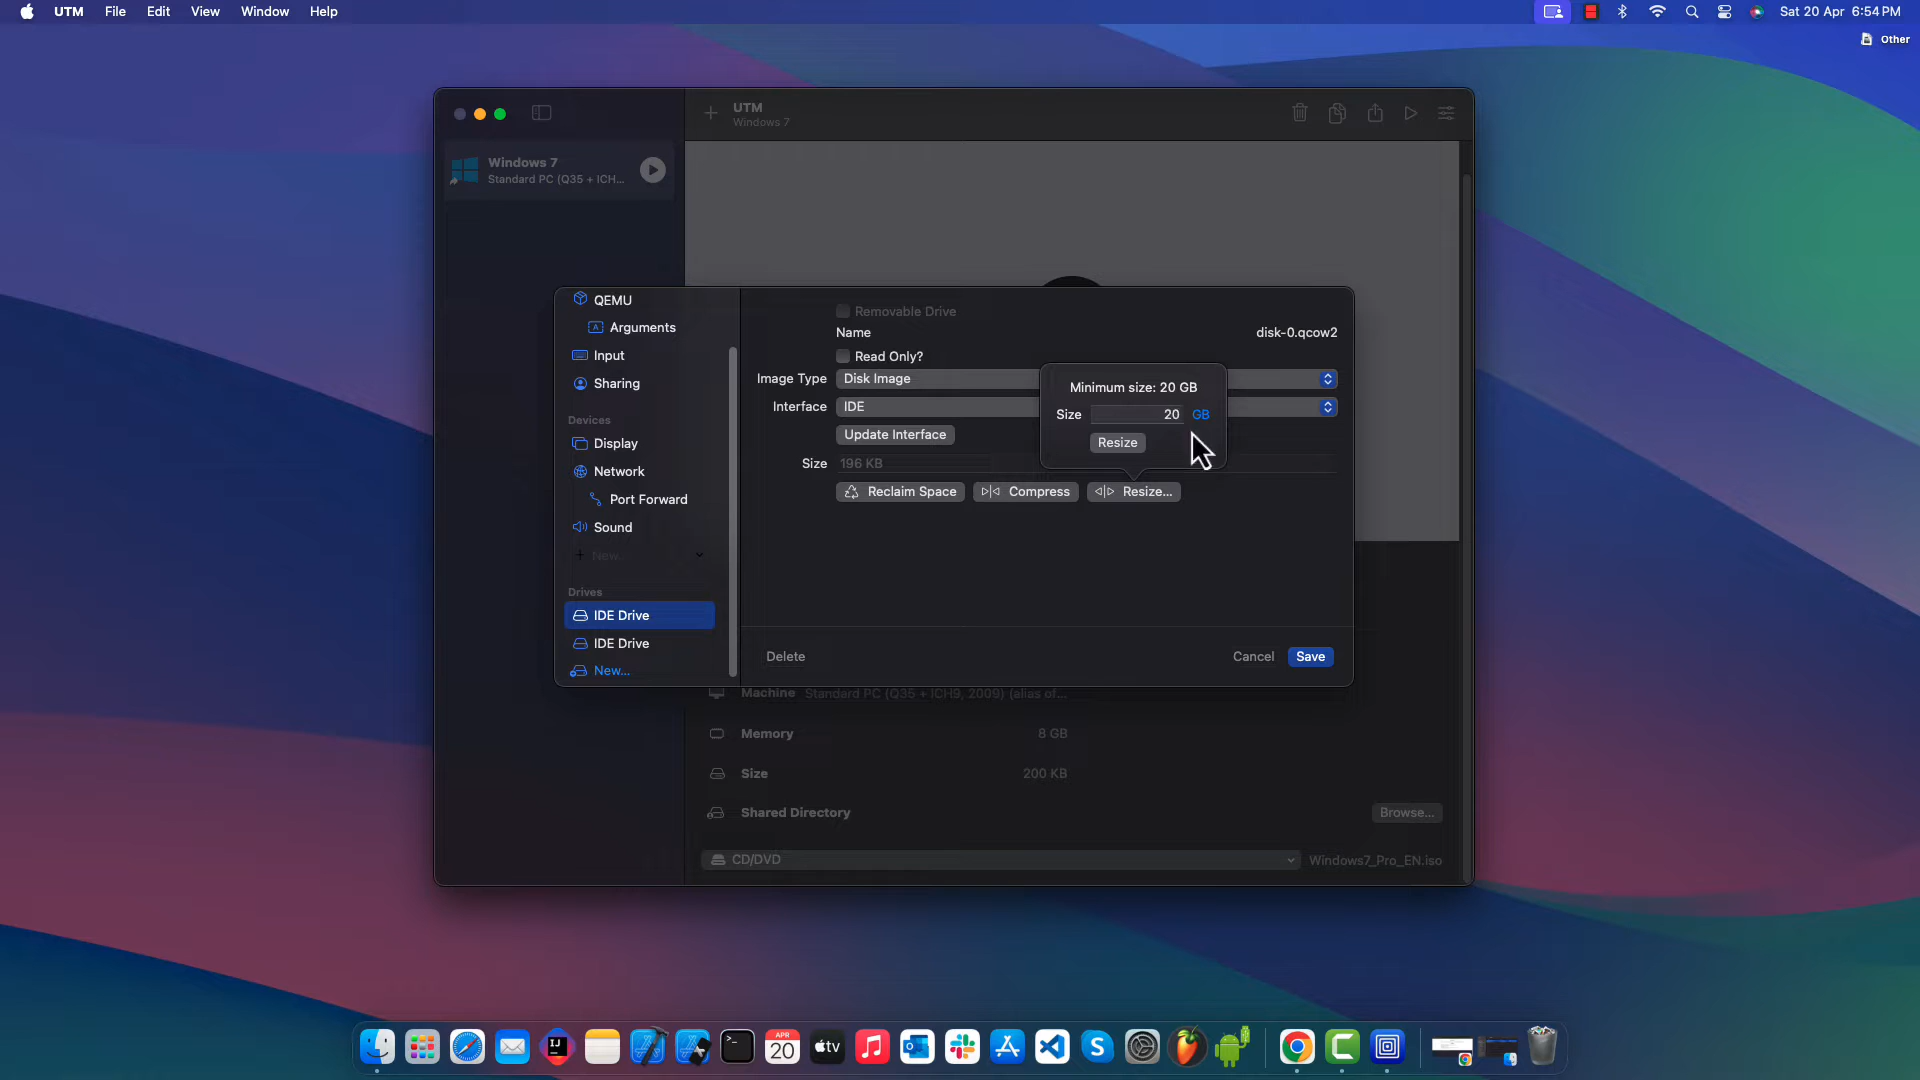 UTM File Edit View Window Help
Sat 20 Apr 6:54 PM
Other
UTM
Windows 7
Windows 7
Standard PC (Q35 + ICH...
QEMU
Arguments
Input
Sharing
Devices
Display
Network
Port Forward
Sound
New...
Drives
IDE Drive
IDE Drive
New...
Removable Drive
Name disk-0.qcow2
Read Only?
Image Type Disk Image
Interface IDE
Update Interface
Size 196 KB
Reclaim Space Compress Resize...
Minimum size: 20 GB
Size 20 GB
Resize
Delete Cancel Save
Machine Standard PC (Q35 + ICH9, 2009) (alias of...
Memory 8 GB
Size 200 KB
Shared Directory Browse...
CD/DVD Windows7_Pro_EN.iso
IJ
>_
APR
20
tv
S